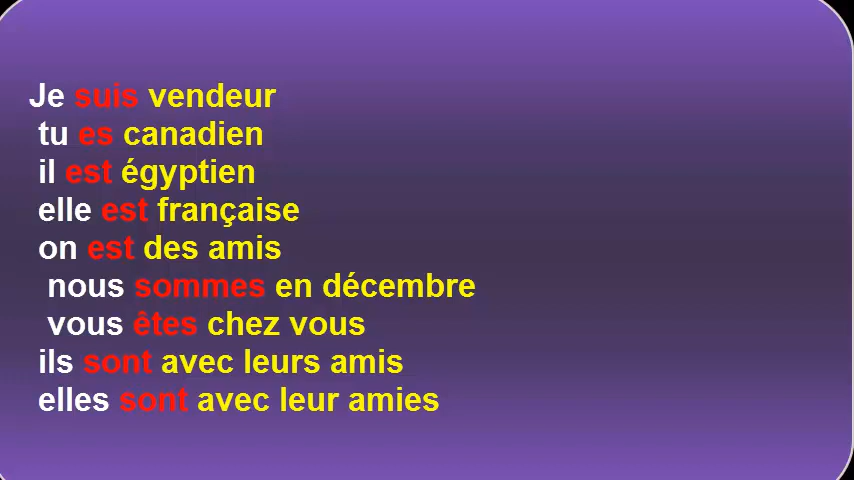 Je suis vendeur
tu es canadien
il est égyptien
elle est française
on est des amis
nous sommes en décembre
vous êtes chez vous
ils sont avec leurs amis
elles sont avec leur amies